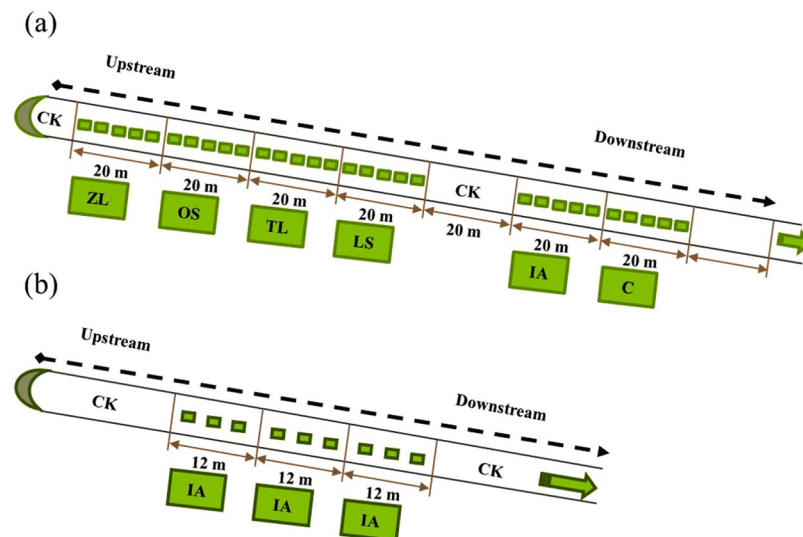 (a)
Upstream
Downstream
CK
CK
20 m
20 m
20 m
20 m
20 m
20 m
20 m
ZL
OS
TL
LS
IA
C
(b)
Upstream
Downstream
CK
CK
12 m
12 m
12 m
IA
IA
IA